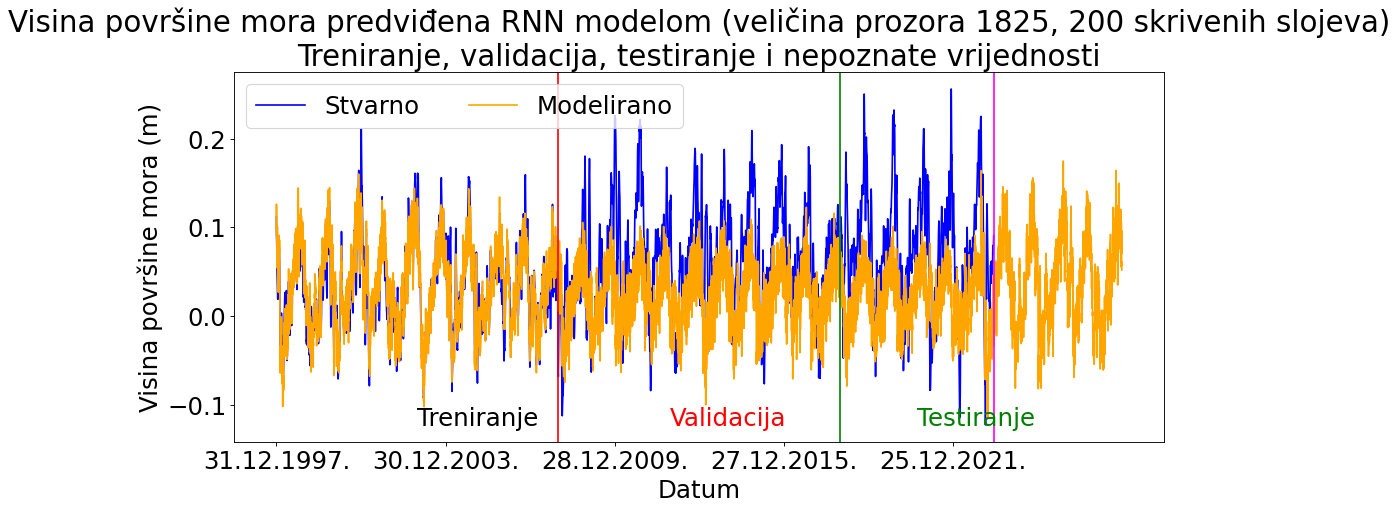 Visina površine mora predviđena RNN modelom (veličina prozora 1825, 200 skrivenih slojeva)
Treniranje, validacija, testiranje i nepoznate vrijednosti
Stvarno
Modelirano
Visina površine mora (m)
0.2
0.1
0.0
−0.1
Treniranje
Validacija
Testiranje
31.12.1997.
30.12.2003.
28.12.2009.
27.12.2015.
25.12.2021.
Datum